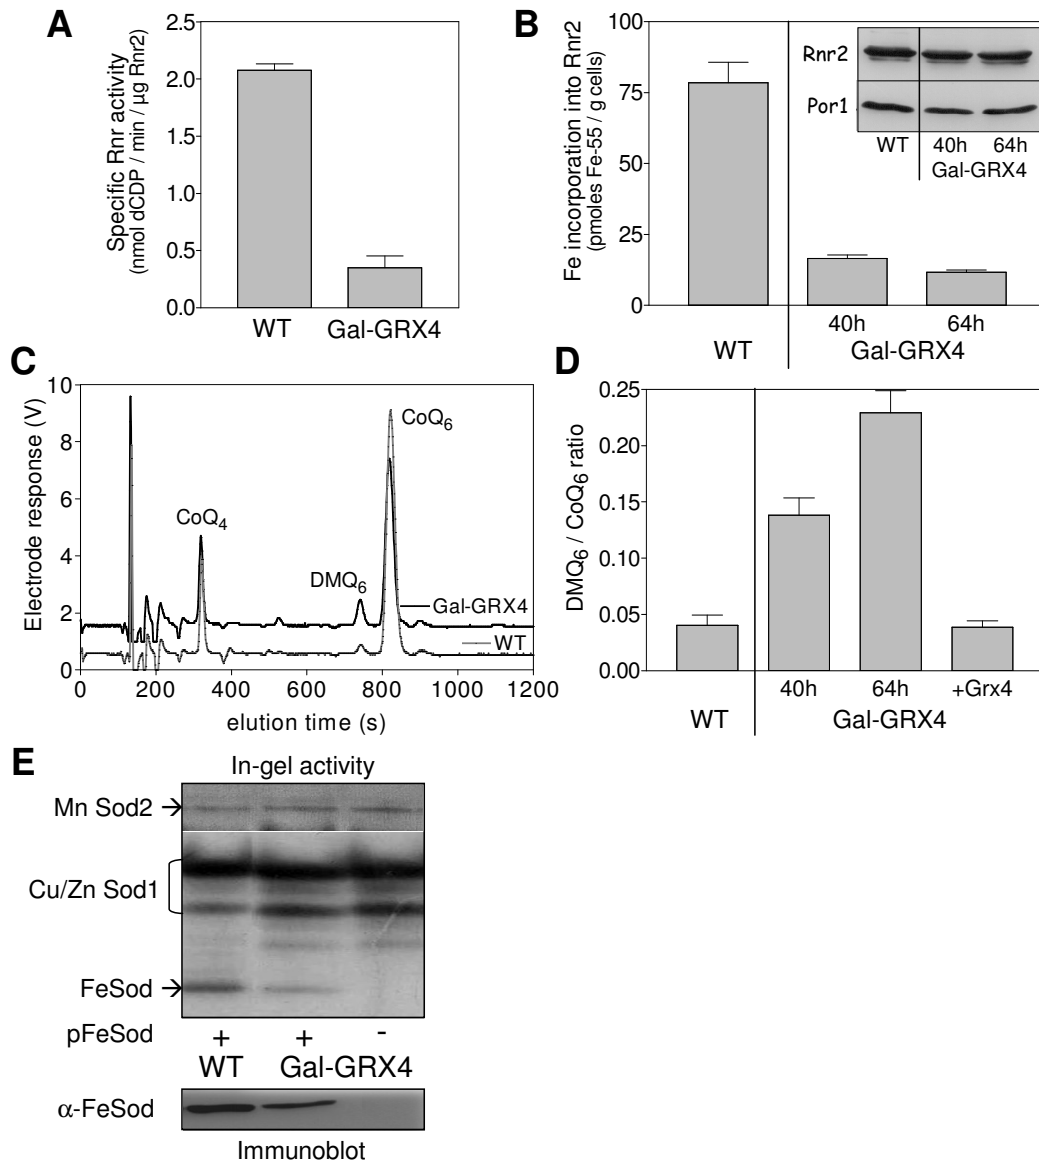 A
Specific Rnr activity
(nmol dCDP / min / µg Rnr2)
2.5
2.0
1.5
1.0
0.5
0.0
WT
Gal-GRX4
B
Fe incorporation into Rnr2
(pmoles Fe-55 / g cells)
100
75
50
25
0
Rnr2
Por1
WT
40h
64h
Gal-GRX4
40h
64h
WT
Gal-GRX4
C
Electrode response (V)
10
8
6
4
2
0
CoQ4
DMQ6
CoQ6
Gal-GRX4
WT
0 200 400 600 800 1000 1200
elution time (s)
D
DMQ6 / CoQ6 ratio
0.25
0.20
0.15
0.10
0.05
0.00
40h
64h
+Grx4
WT
Gal-GRX4
E
In-gel activity
Mn Sod2
Cu/Zn Sod1
FeSod
pFeSod + + -
WT Gal-GRX4
α-FeSod
Immunoblot